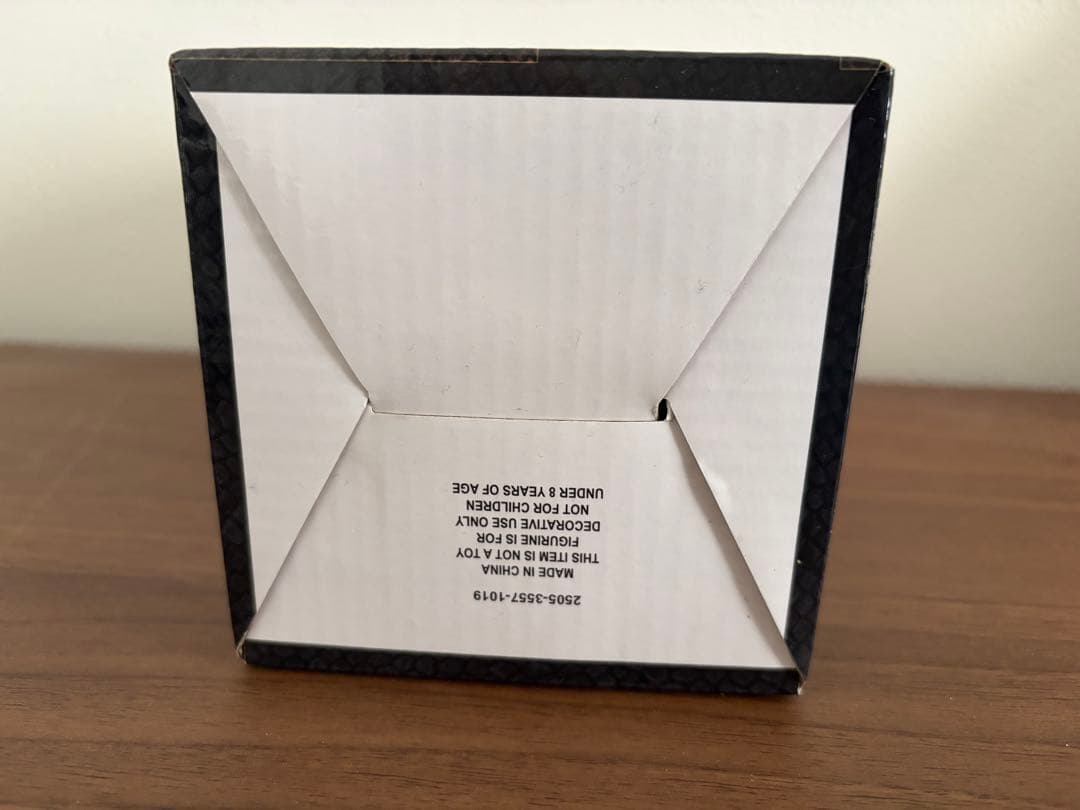 2505-3557-1019
MADE IN CHINA
THIS ITEM IS NOT A TOY
FIGURINE IS FOR
DECORATIVE USE ONLY
NOT FOR CHILDREN
UNDER 8 YEARS OF AGE